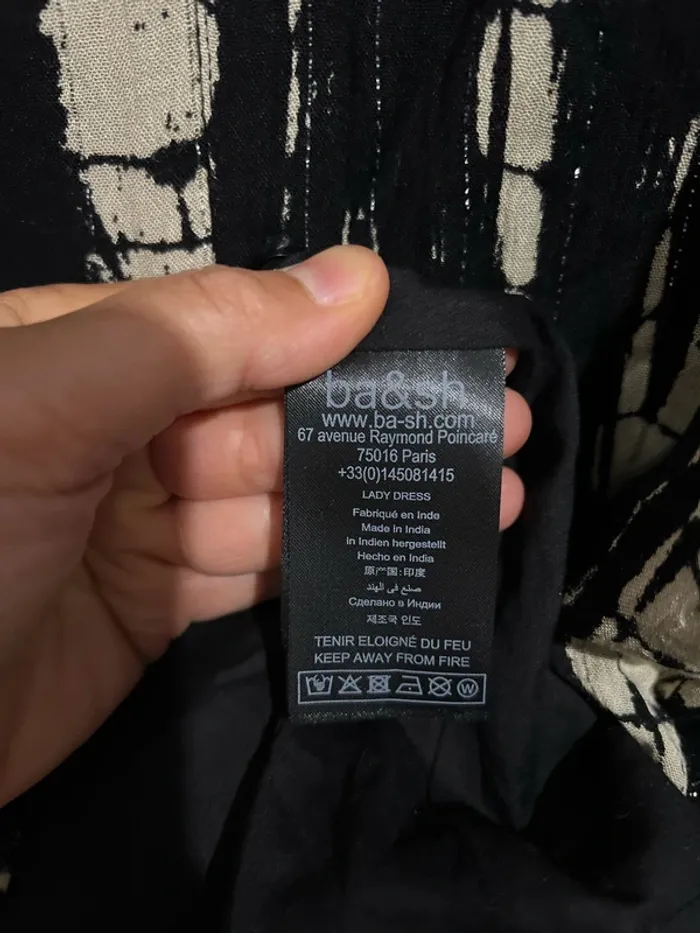 ba&sh
www.ba-sh.com
67 avenue Raymond Poincaré
75016 Paris
+33(0)145081415
LADY DRESS
Fabriqué en Inde
Made in India
in Indien hergestellt
Hecho en India
原产国:印度
صنع في الهند
Сделано в Индии
제조국 인도
TENIR ELOIGNÉ DU FEU
KEEP AWAY FROM FIRE
W